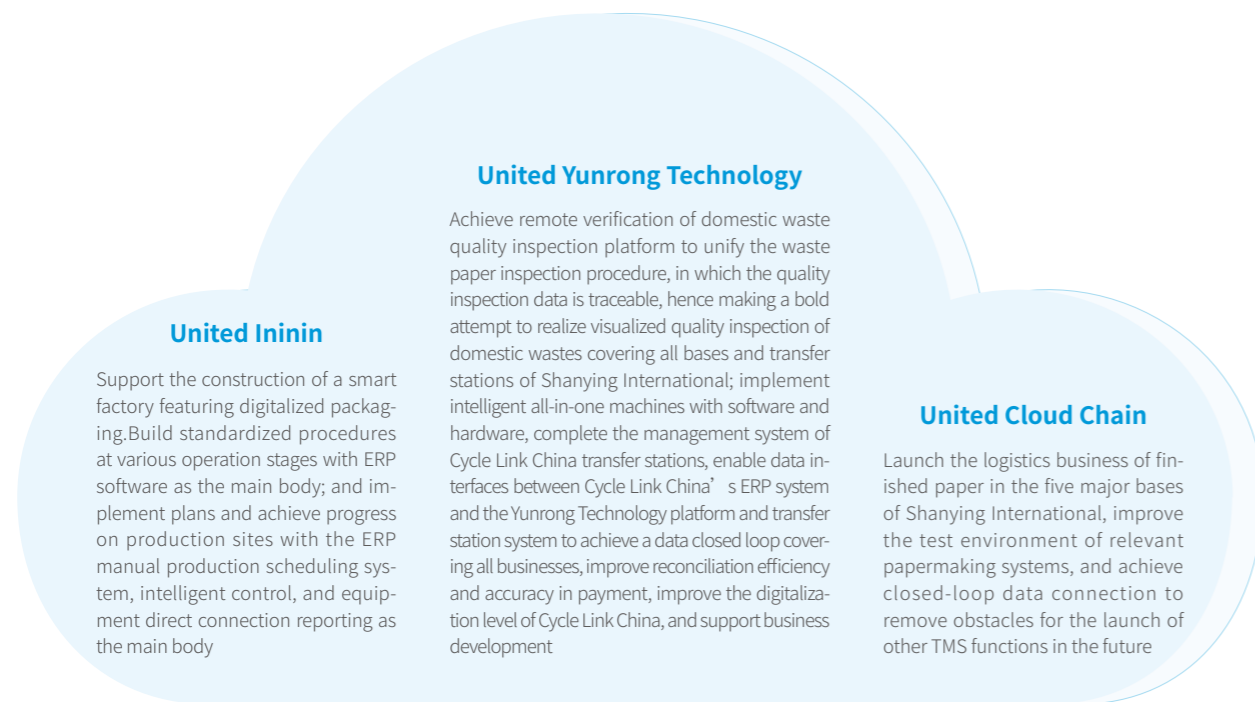 United Yunrong Technology
Achieve remote verification of domestic waste
quality inspection platform to unify the waste
paper inspection procedure, in which the quality
inspection data is traceable, hence making a bold
attempt to realize visualized quality inspection of
domestic wastes covering all bases and transfer
stations of Shanying International; implement
intelligent all-in-one machines with software and
hardware, complete the management system of
Cycle Link China transfer stations, enable data in-
terfaces between Cycle Link China’ s ERP system
and the Yunrong Technology platform and transfer
station system to achieve a data closed loop cover-
ing all businesses, improve reconciliation efficiency
and accuracy in payment, improve the digitaliza-
tion level of Cycle Link China, and support business
development
United Ininin
Support the construction of a smart
factory featuring digitalized packag-
ing.Build standardized procedures
at various operation stages with ERP
software as the main body; and im-
plement plans and achieve progress
on production sites with the ERP
manual production scheduling sys-
tem, intelligent control, and equip-
ment direct connection reporting as
the main body
United Cloud Chain
Launch the logistics business of fin-
ished paper in the five major bases
of Shanying International, improve
the test environment of relevant
papermaking systems, and achieve
closed-loop data connection to
remove obstacles for the launch of
other TMS functions in the future